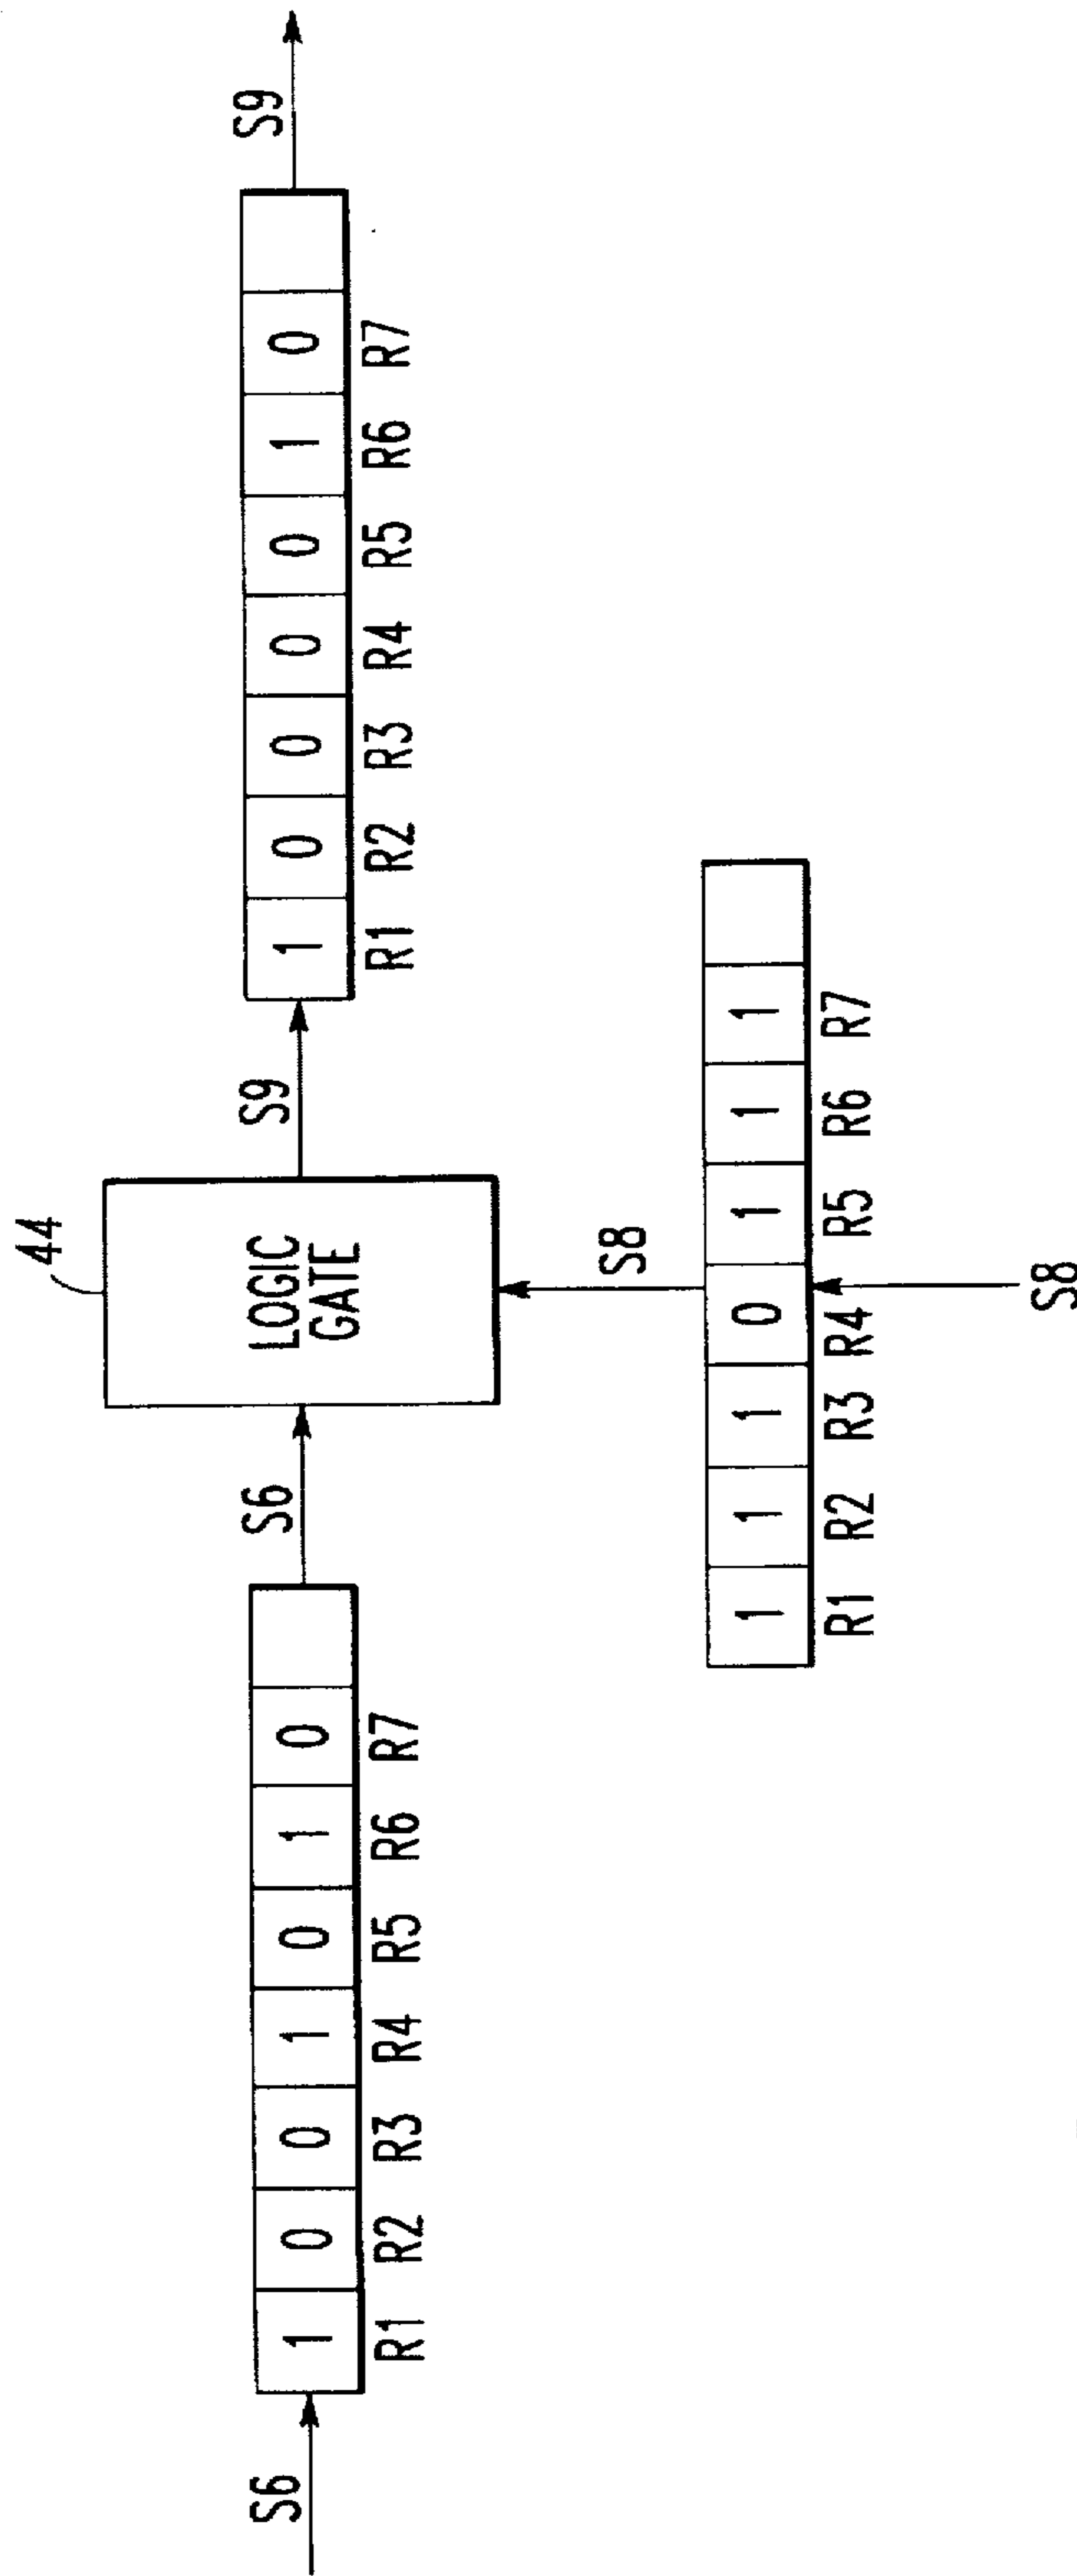 44
S6
1 0 0 1 0 1 0
R1 R2 R3 R4 R5 R6 R7
S6
LOGIC
GATE
S9
1 0 0 0 0 1 0
R1 R2 R3 R4 R5 R6 R7
S9
S8
1 1 1 0 1 1 1
R1 R2 R3 R4 R5 R6 R7
S8